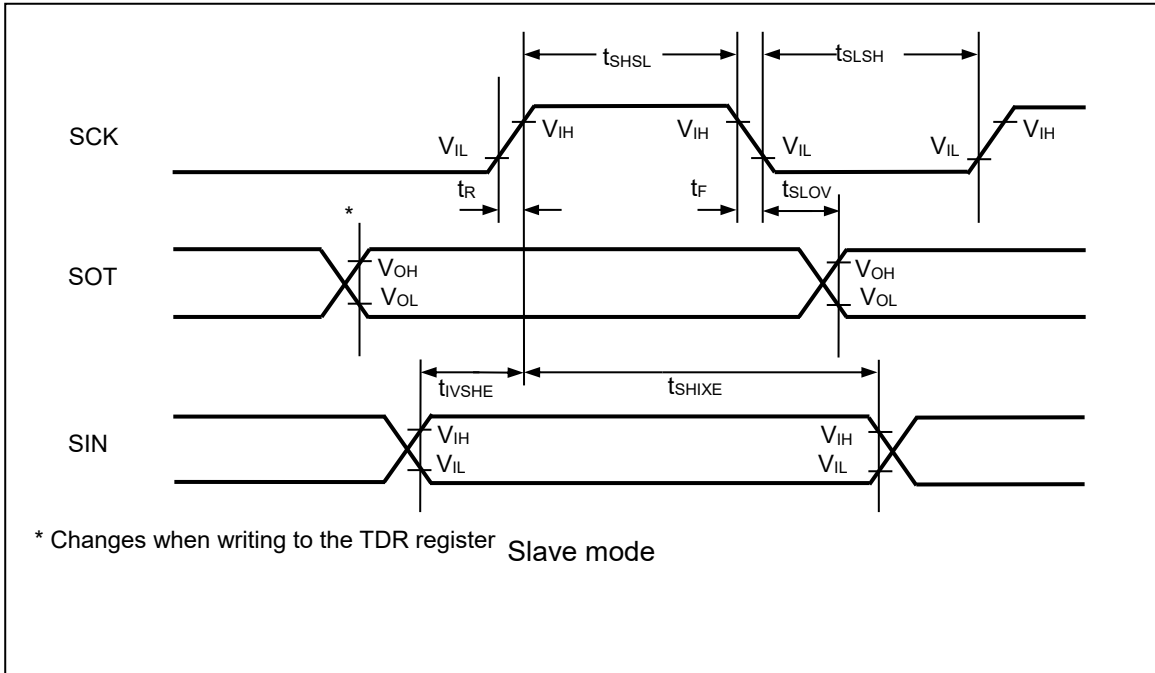 tSHSL
tSLSH
SCK
VIL
VIH
VIH
VIL
VIL
VIH
tR
tF
tSLOV
*
SOT
VOH
VOL
VOH
VOL
tIVSHE
tSHIXE
SIN
VIH
VIL
VIH
VIL
* Changes when writing to the TDR register
Slave mode